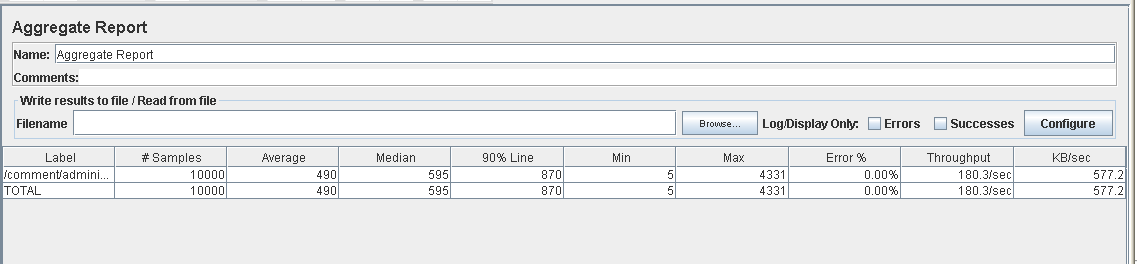 Aggregate Report
Name: Aggregate Report
Comments:
Write results to file / Read from file
Filename Browse... Log/Display Only: Errors Successes Configure
Label # Samples Average Median 90% Line Min Max Error % Throughput KB/sec
/comment/admini... 10000 490 595 870 5 4331 0.00% 180.3/sec 577.2
TOTAL 10000 490 595 870 5 4331 0.00% 180.3/sec 577.2